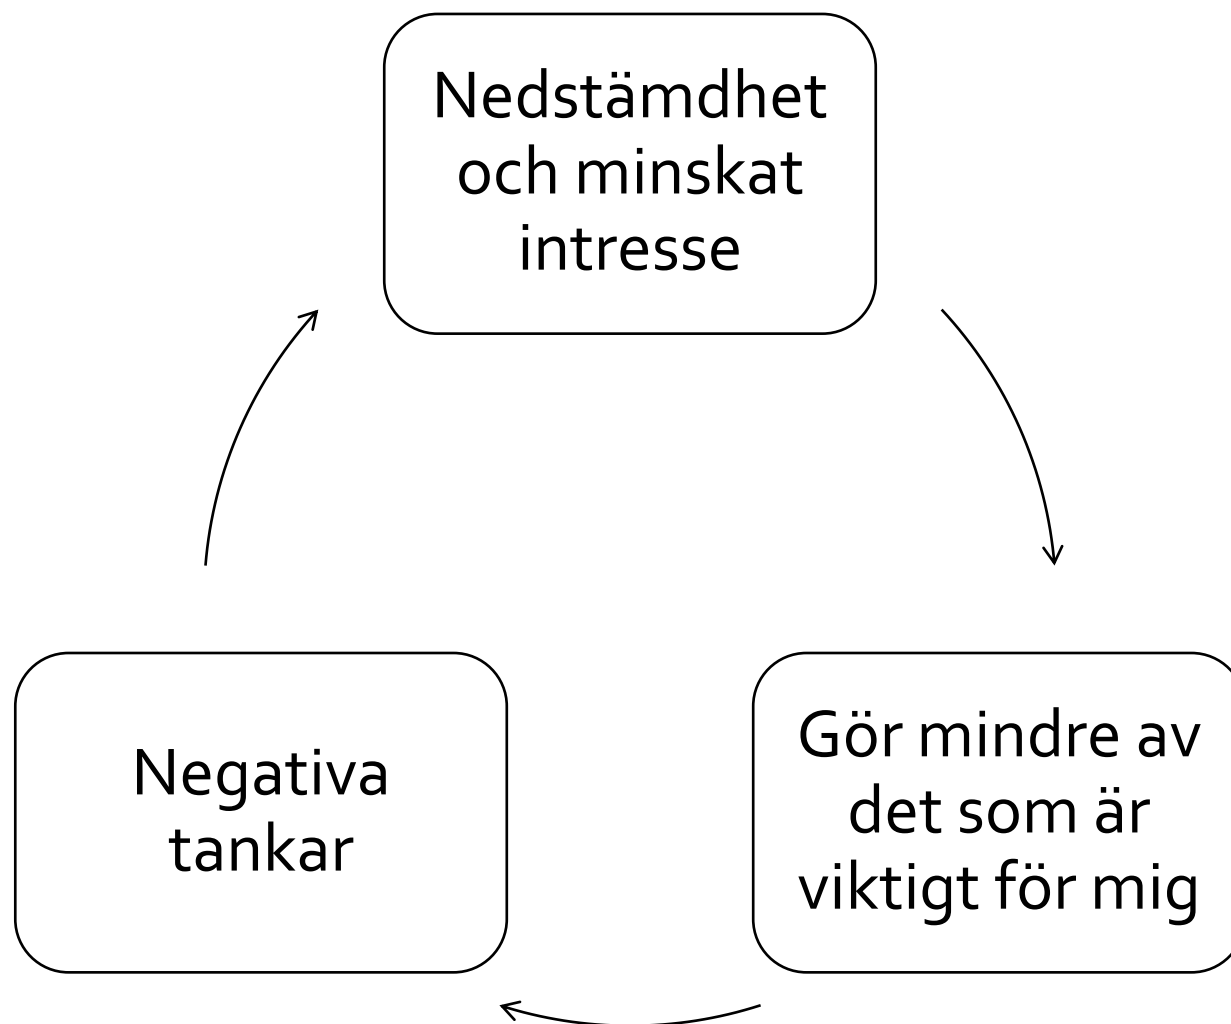 Nedstämdhet
och minskat
intresse
Gör mindre av
det som är
viktigt för mig
Negativa
tankar